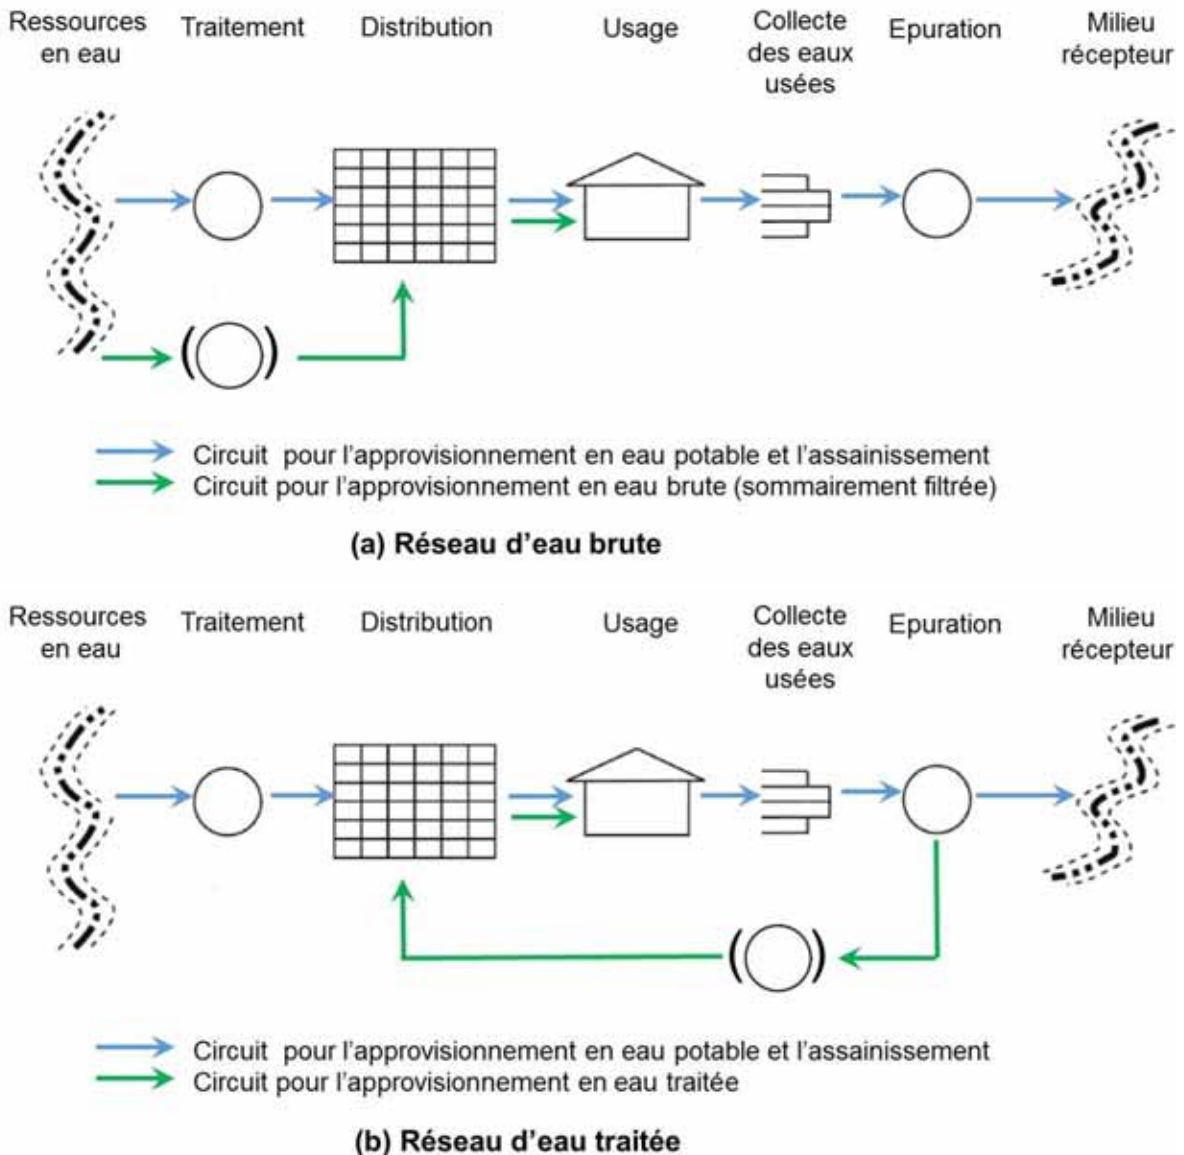 Ressources
en eau
Traitement
Distribution
Usage
Collecte
des eaux
usées
Epuration
Milieu
récepteur
( )
Circuit pour l'approvisionnement en eau potable et l'assainissement
Circuit pour l'approvisionnement en eau brute (sommairement filtrée)
(a) Réseau d'eau brute
Ressources
en eau
Traitement
Distribution
Usage
Collecte
des eaux
usées
Epuration
Milieu
récepteur
( )
Circuit pour l'approvisionnement en eau potable et l'assainissement
Circuit pour l'approvisionnement en eau traitée
(b) Réseau d'eau traitée